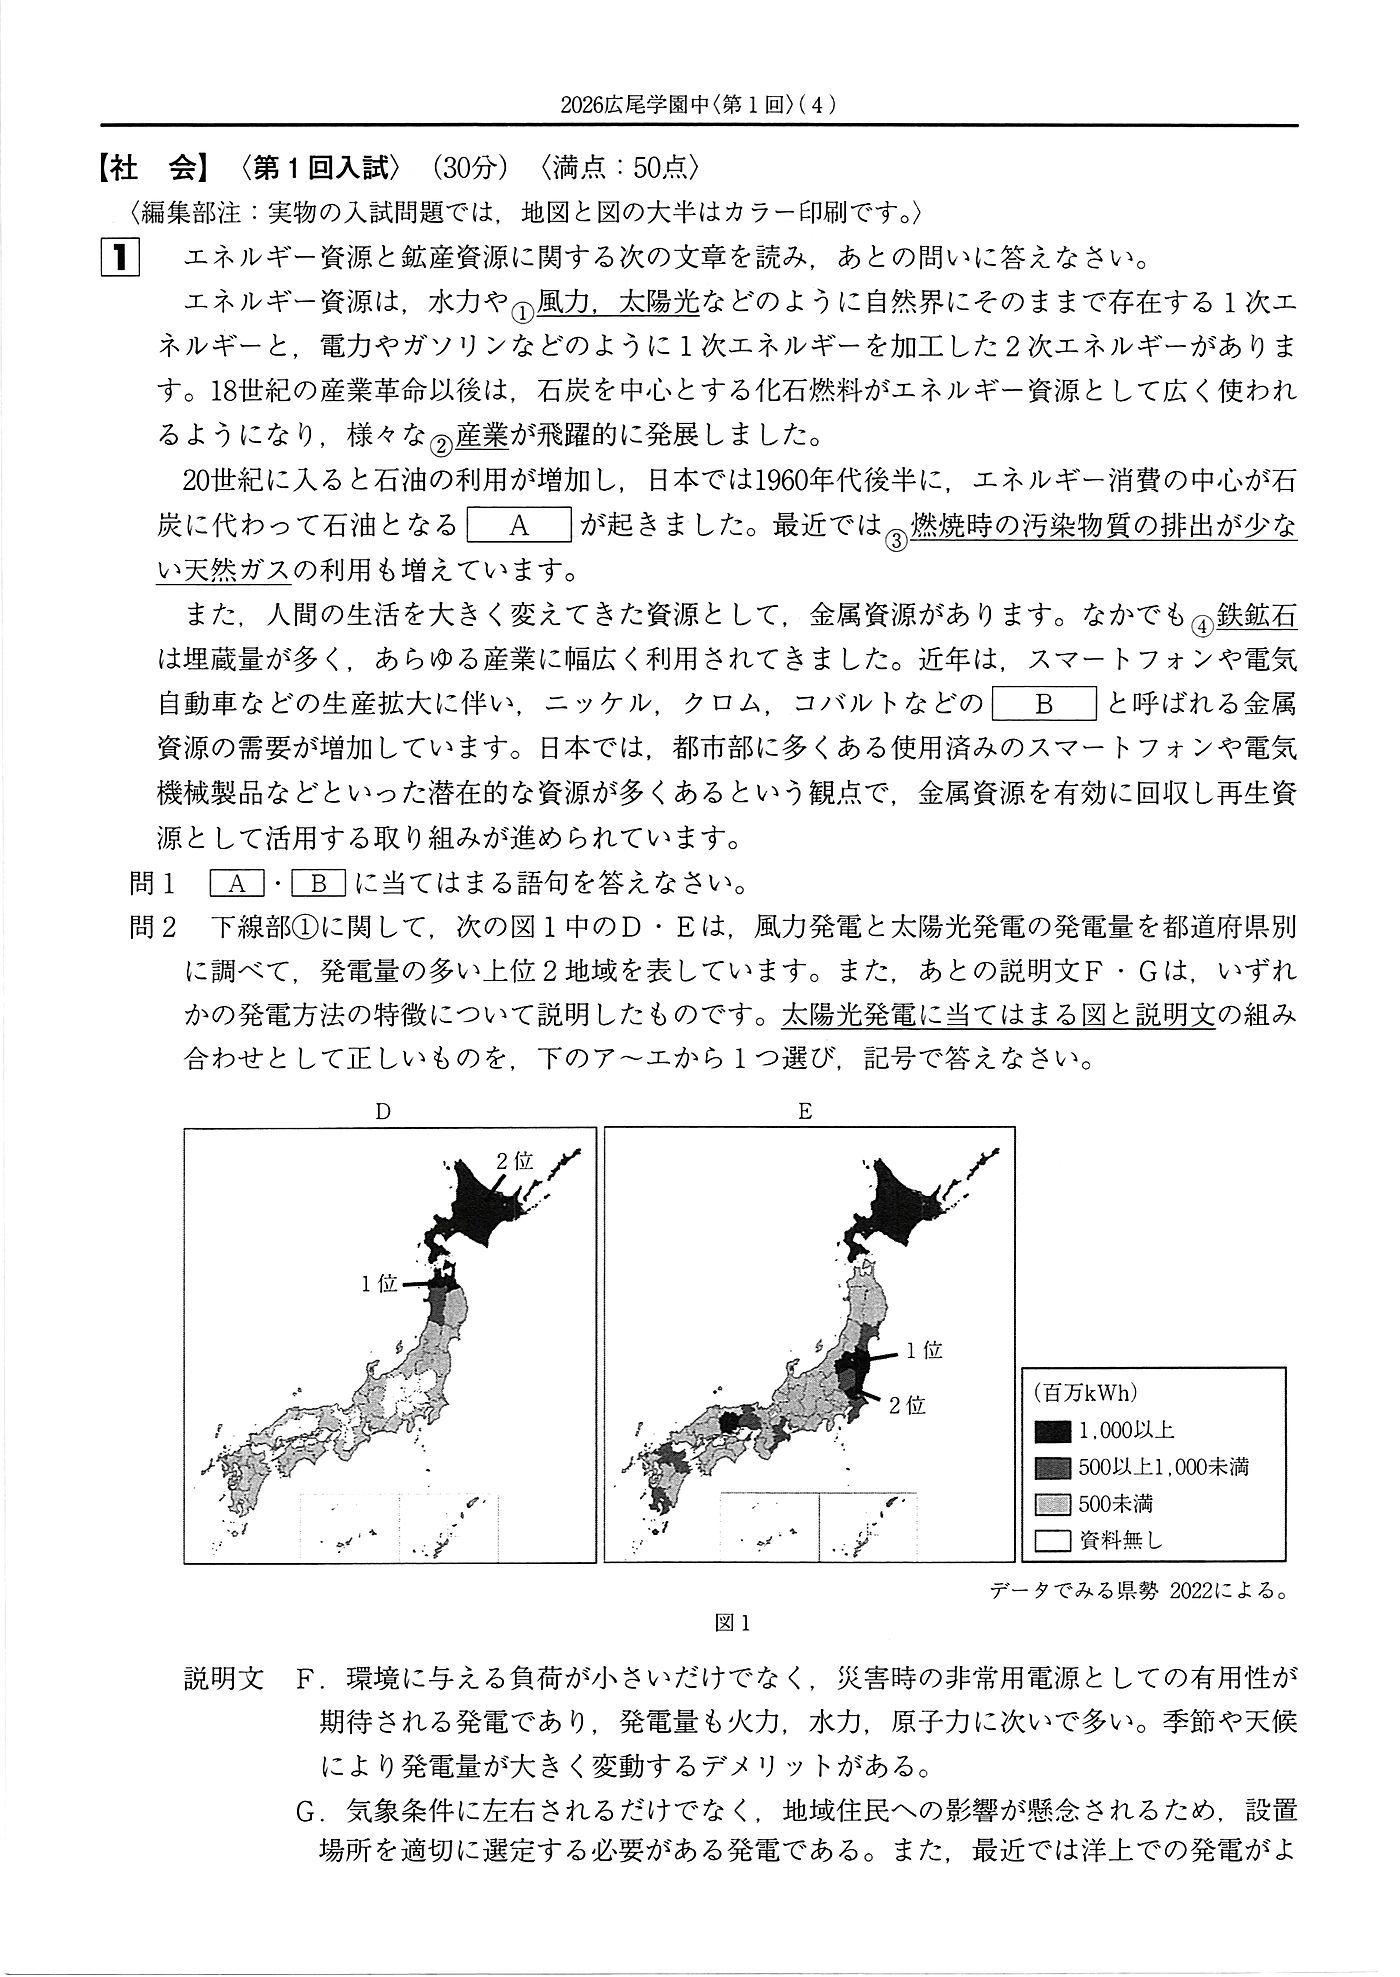 2026広尾学園中〈第1回〉(4)
【社　会】〈第1回入試〉（30分）〈満点：50点〉
〈編集部注：実物の入試問題では，地図と図の大半はカラー印刷です。〉
1　エネルギー資源と鉱産資源に関する次の文章を読み，あとの問いに答えなさい。
エネルギー資源は，水力や①風力，太陽光などのように自然界にそのままで存在する1次エ
ネルギーと，電力やガソリンなどのように1次エネルギーを加工した2次エネルギーがありま
す。18世紀の産業革命以後は，石炭を中心とする化石燃料がエネルギー資源として広く使われ
るようになり，様々な②産業が飛躍的に発展しました。
20世紀に入ると石油の利用が増加し，日本では1960年代後半に，エネルギー消費の中心が石
炭に代わって石油となる A が起きました。最近では③燃焼時の汚染物質の排出が少な
い天然ガスの利用も増えています。
また，人間の生活を大きく変えてきた資源として，金属資源があります。なかでも④鉄鉱石
は埋蔵量が多く，あらゆる産業に幅広く利用されてきました。近年は，スマートフォンや電気
自動車などの生産拡大に伴い，ニッケル，クロム，コバルトなどの B と呼ばれる金属
資源の需要が増加しています。日本では，都市部に多くある使用済みのスマートフォンや電気
機械製品などといった潜在的な資源が多くあるという観点で，金属資源を有効に回収し再生資
源として活用する取り組みが進められています。
問1　A・B に当てはまる語句を答えなさい。
問2　下線部①に関して，次の図1中のD・Eは，風力発電と太陽光発電の発電量を都道府県別
に調べて，発電量の多い上位2地域を表しています。また，あとの説明文F・Gは，いずれ
かの発電方法の特徴について説明したものです。太陽光発電に当てはまる図と説明文の組み
合わせとして正しいものを，下のア～エから1つ選び，記号で答えなさい。
D
2位
1位
E
1位
2位
(百万kWh)
1,000以上
500以上1,000未満
500未満
資料無し
データでみる県勢 2022による。
図1
説明文　F．環境に与える負荷が小さいだけでなく，災害時の非常用電源としての有用性が
期待される発電であり，発電量も火力，水力，原子力に次いで多い。季節や天候
により発電量が大きく変動するデメリットがある。
G．気象条件に左右されるだけでなく，地域住民への影響が懸念されるため，設置
場所を適切に選定する必要がある発電である。また，最近では洋上での発電がよ